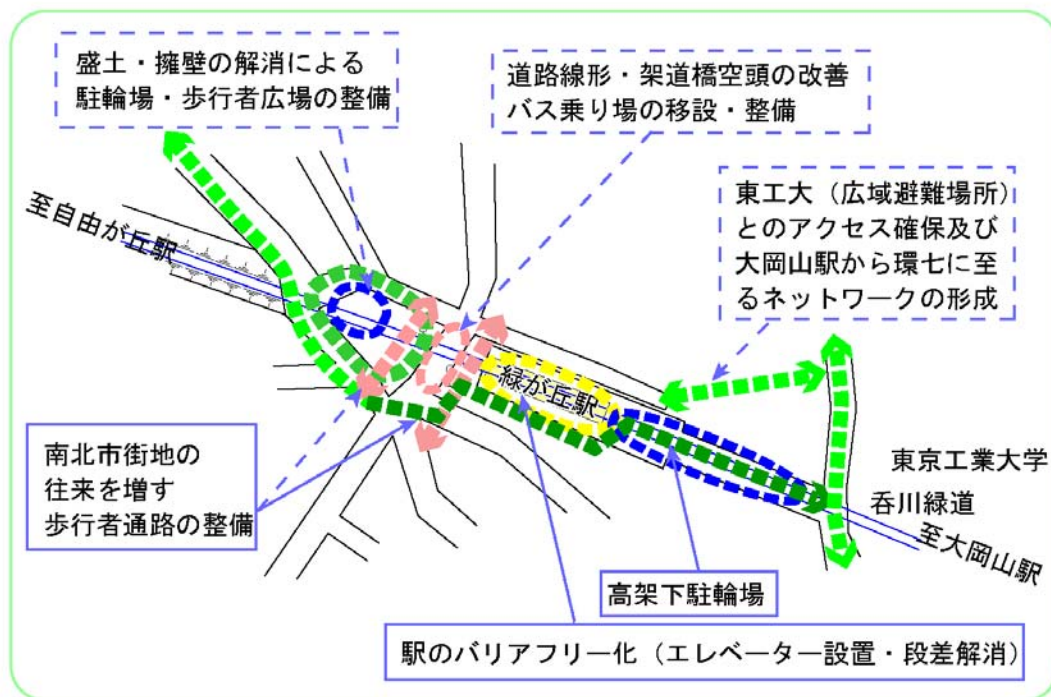 盛土・擁壁の解消による
駐輪場・歩行者広場の整備
道路線形・架道橋空頭の改善
バス乗り場の移設・整備
東工大（広域避難場所）
とのアクセス確保及び
大岡山駅から環七に至
るネットワークの形成
至自由が丘駅
緑が丘駅
南北市街地の
往来を増す
歩行者通路の整備
東京工業大学
呑川緑道
至大岡山駅
高架下駐輪場
駅のバリアフリー化（エレベーター設置・段差解消）